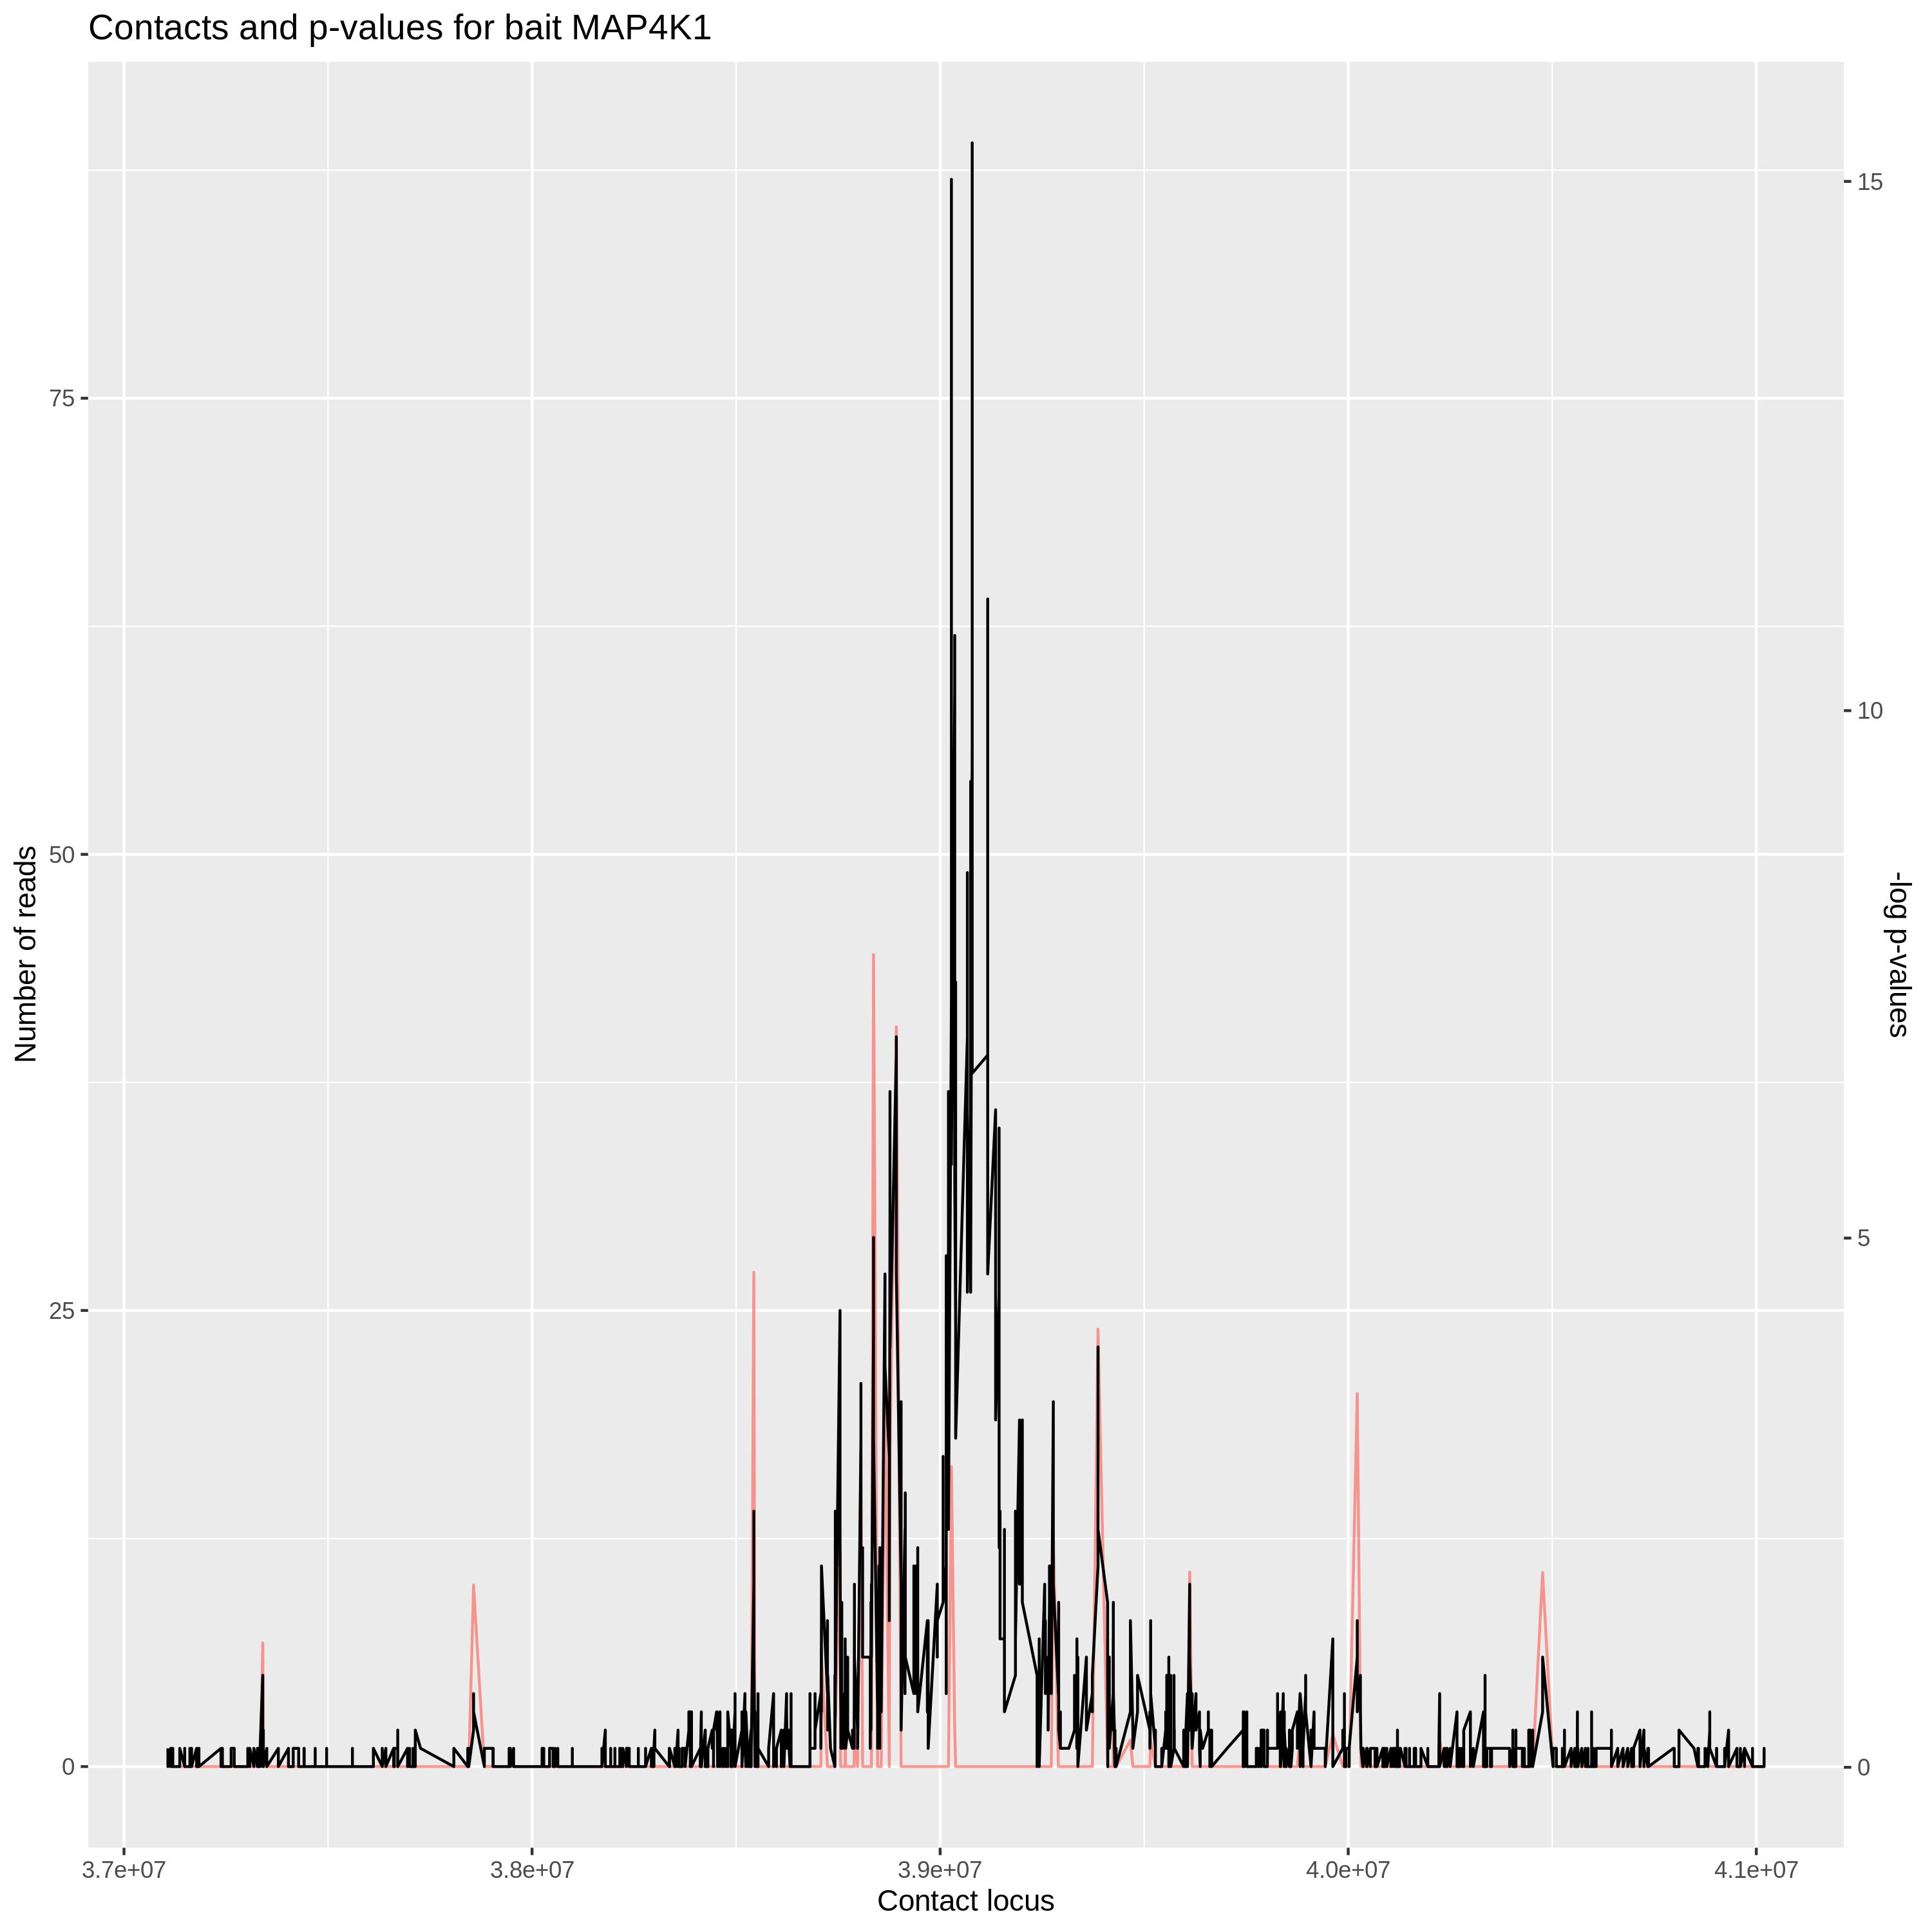 Contacts and p-values for bait MAP4K1
75
50
25
0
Number of reads
15
10
5
0
-log p-values
3.7e+07
3.8e+07
3.9e+07
4.0e+07
4.1e+07
Contact locus